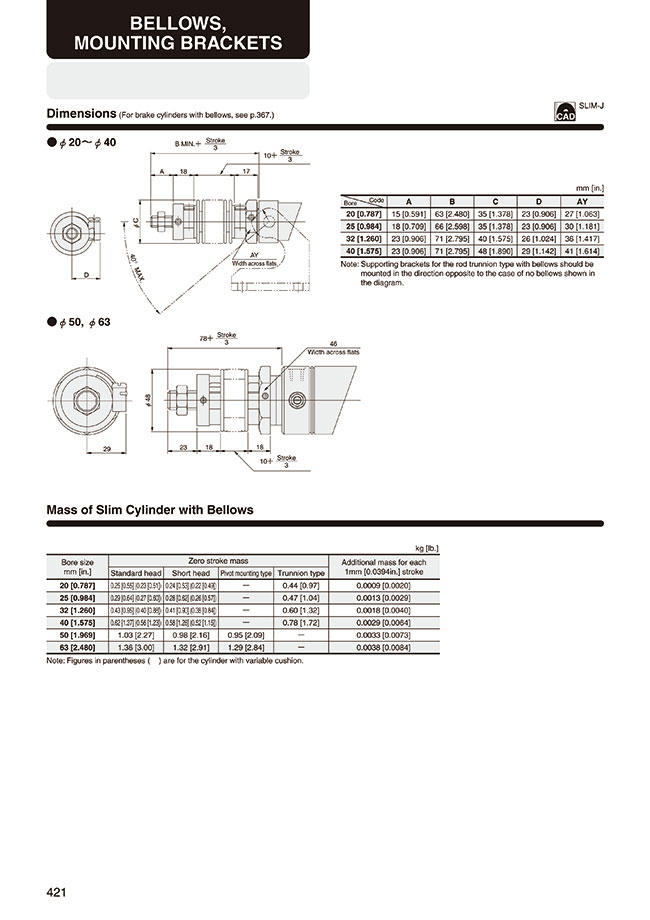 BELLOWS,
MOUNTING BRACKETS
Dimensions (For brake cylinders with bellows, see p.367.)
CAD
SLIM-J
● φ 20〜 φ 40
B MIN.+ Stroke
3
10+ Stroke
3
A 18 17
φC
40° MAX.
AY
Width across flats
D
mm [in.]
Bore Code A B C D AY
20 [0.787] 15 [0.591] 63 [2.480] 35 [1.378] 23 [0.906] 27 [1.063]
25 [0.984] 18 [0.709] 66 [2.598] 35 [1.378] 23 [0.906] 30 [1.181]
32 [1.260] 23 [0.906] 71 [2.795] 40 [1.575] 26 [1.024] 36 [1.417]
40 [1.575] 23 [0.906] 71 [2.795] 48 [1.890] 29 [1.142] 41 [1.614]
Note: Supporting brackets for the rod trunnion type with bellows should be
mounted in the direction opposite to the case of no bellows shown in
the diagram.
● φ 50, φ 63
78+ Stroke
3
46
Width across flats
φ48
29
23 18 18
10+ Stroke
3
Mass of Slim Cylinder with Bellows
kg [lb.]
Bore size
mm [in.]
Zero stroke mass
Additional mass for each
1mm [0.0394in.] stroke
Standard head Short head Pivot mounting type Trunnion type
20 [0.787] 0.25 [0.55] (0.23 [0.51]) 0.24 [0.53] (0.22 [0.49]) — 0.44 [0.97] 0.0009 [0.0020]
25 [0.984] 0.29 [0.64] (0.27 [0.60]) 0.28 [0.62] (0.26 [0.57]) — 0.47 [1.04] 0.0013 [0.0029]
32 [1.260] 0.43 [0.95] (0.40 [0.88]) 0.41 [0.90] (0.38 [0.84]) — 0.60 [1.32] 0.0018 [0.0040]
40 [1.575] 0.62 [1.37] (0.56 [1.23]) 0.58 [1.28] (0.52 [1.15]) — 0.78 [1.72] 0.0029 [0.0064]
50 [1.969] 1.03 [2.27] 0.98 [2.16] 0.95 [2.09] — 0.0033 [0.0073]
63 [2.480] 1.36 [3.00] 1.32 [2.91] 1.29 [2.84] — 0.0038 [0.0084]
Note: Figures in parentheses ( ) are for the cylinder with variable cushion.
421